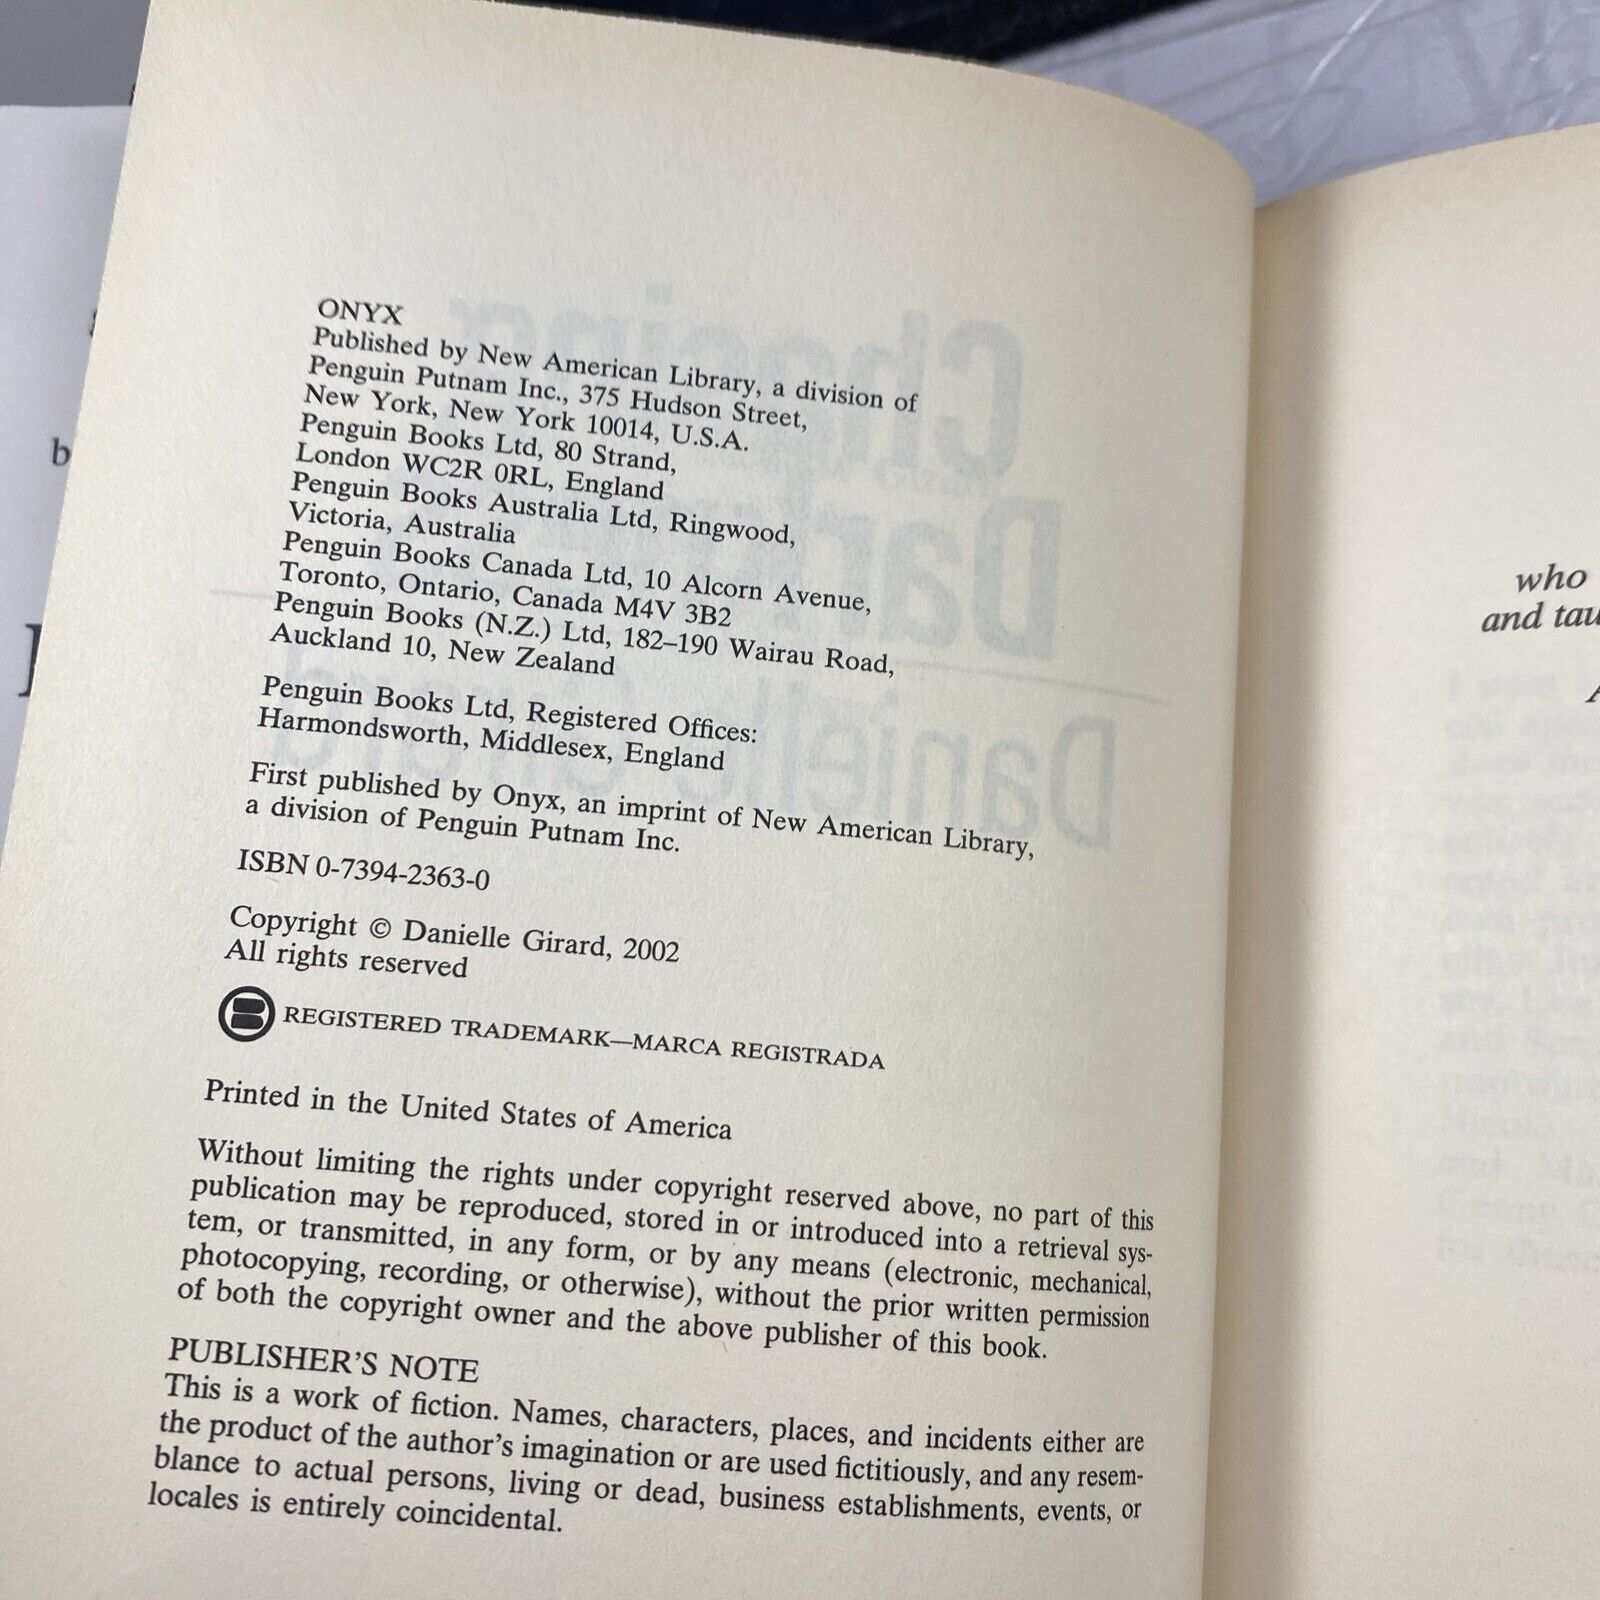 ONYX
Published by New American Library, a division of
Penguin Putnam Inc., 375 Hudson Street,
New York, New York 10014, U.S.A.
Penguin Books Ltd, 80 Strand,
London WC2R 0RL, England
Penguin Books Australia Ltd, Ringwood,
Victoria, Australia
Penguin Books Canada Ltd, 10 Alcorn Avenue,
Toronto, Ontario, Canada M4V 3B2
Penguin Books (N.Z.) Ltd, 182–190 Wairau Road,
Auckland 10, New Zealand
Penguin Books Ltd, Registered Offices:
Harmondsworth, Middlesex, England
First published by Onyx, an imprint of New American Library,
a division of Penguin Putnam Inc.
ISBN 0-7394-2363-0
Copyright © Danielle Girard, 2002
All rights reserved
REGISTERED TRADEMARK—MARCA REGISTRADA
Printed in the United States of America
Without limiting the rights under copyright reserved above, no part of this
publication may be reproduced, stored in or introduced into a retrieval sys-
tem, or transmitted, in any form, or by any means (electronic, mechanical,
photocopying, recording, or otherwise), without the prior written permission
of both the copyright owner and the above publisher of this book.
PUBLISHER'S NOTE
This is a work of fiction. Names, characters, places, and incidents either are
the product of the author's imagination or are used fictitiously, and any resem-
blance to actual persons, living or dead, business establishments, events, or
locales is entirely coincidental.
who
and tau